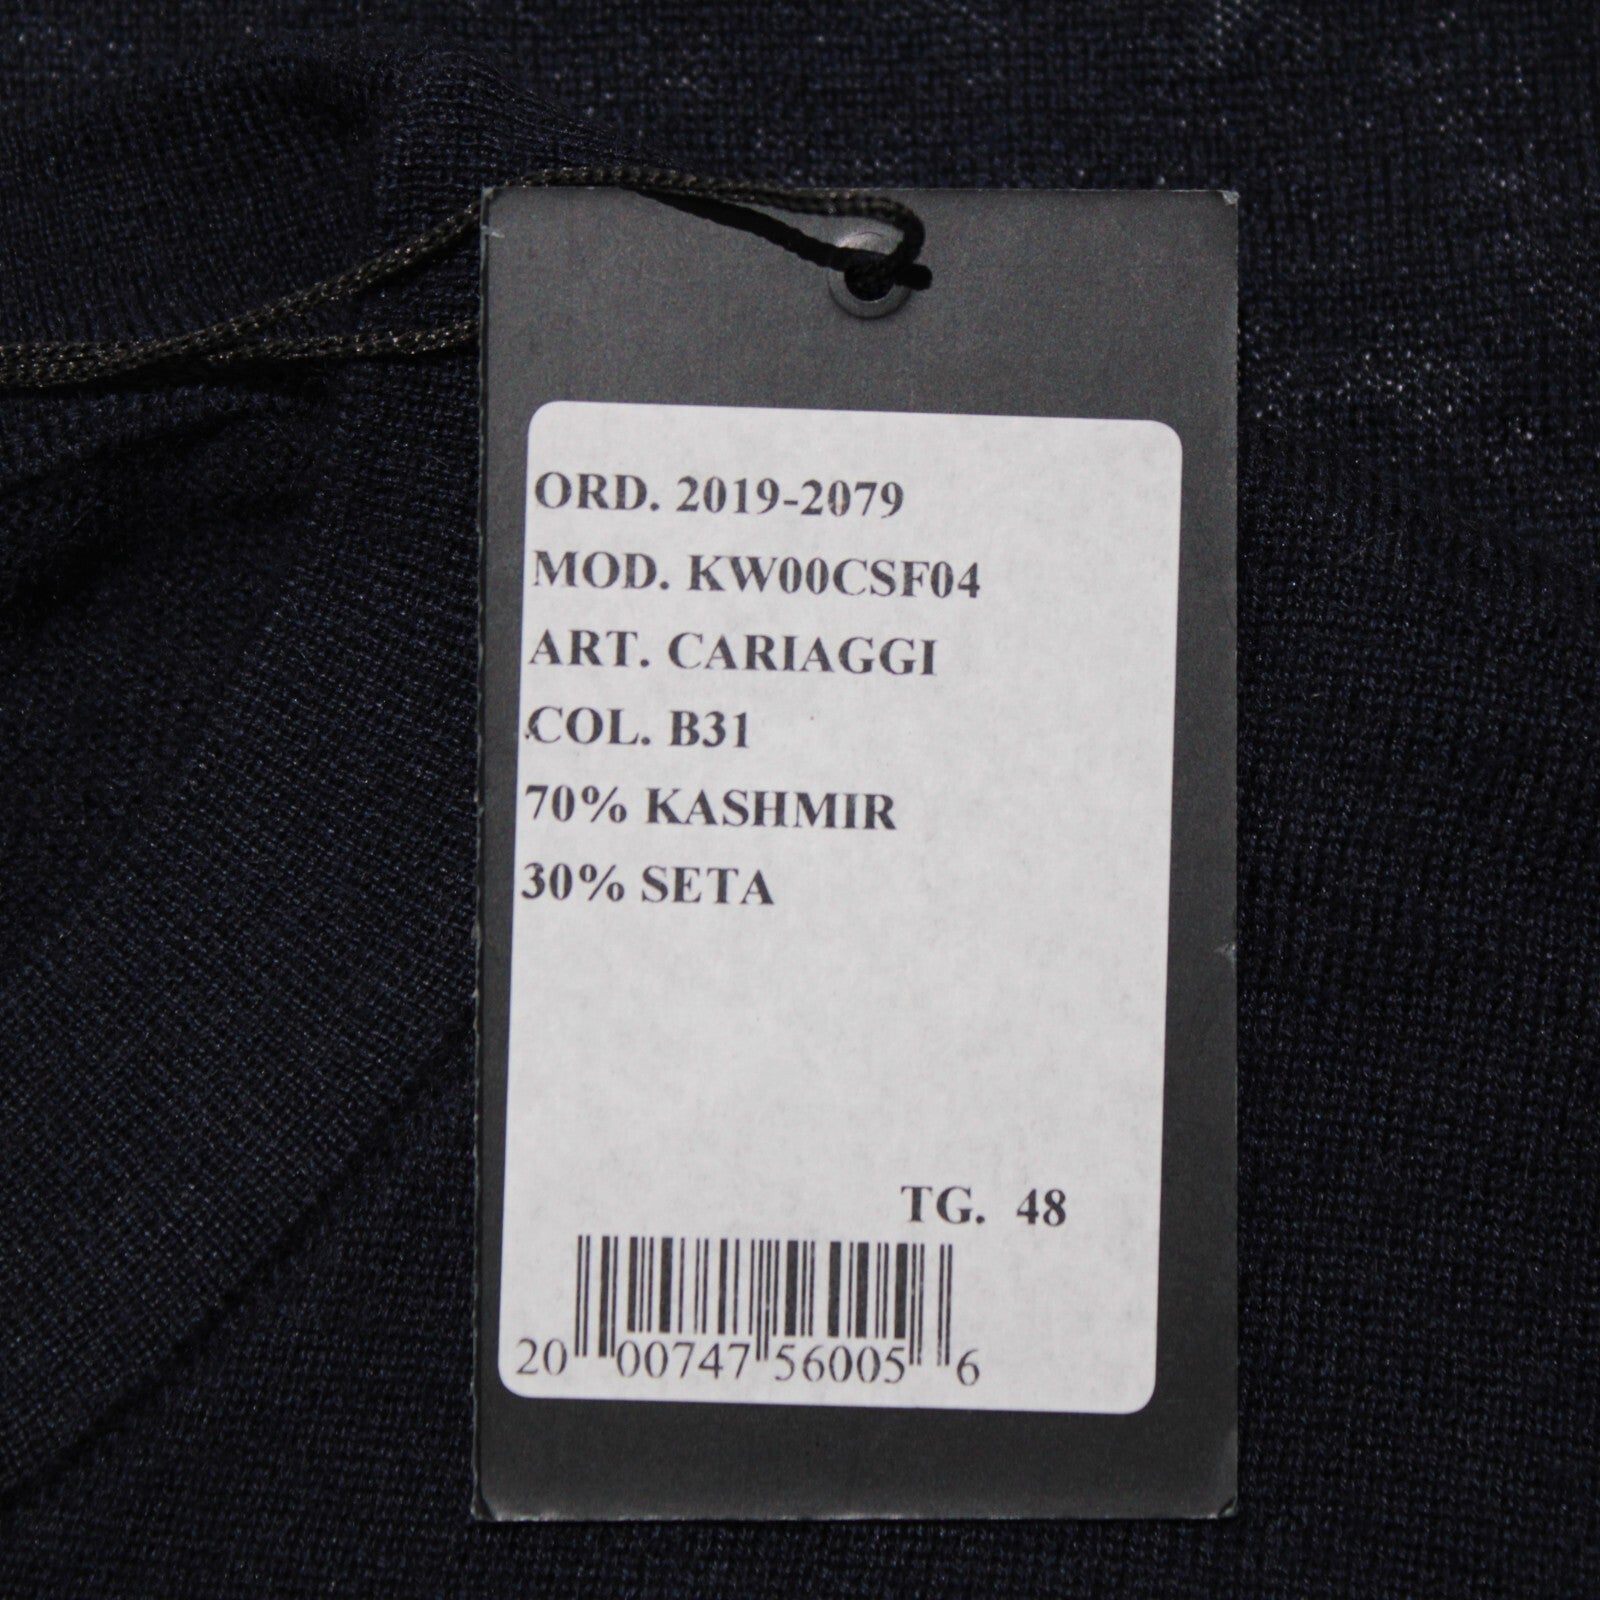 ORD. 2019-2079
MOD. KW00CSF04
ART. CARIAGGI
COL. B31
70% KASHMIR
30% SETA
TG. 48
20 00747 56005 6